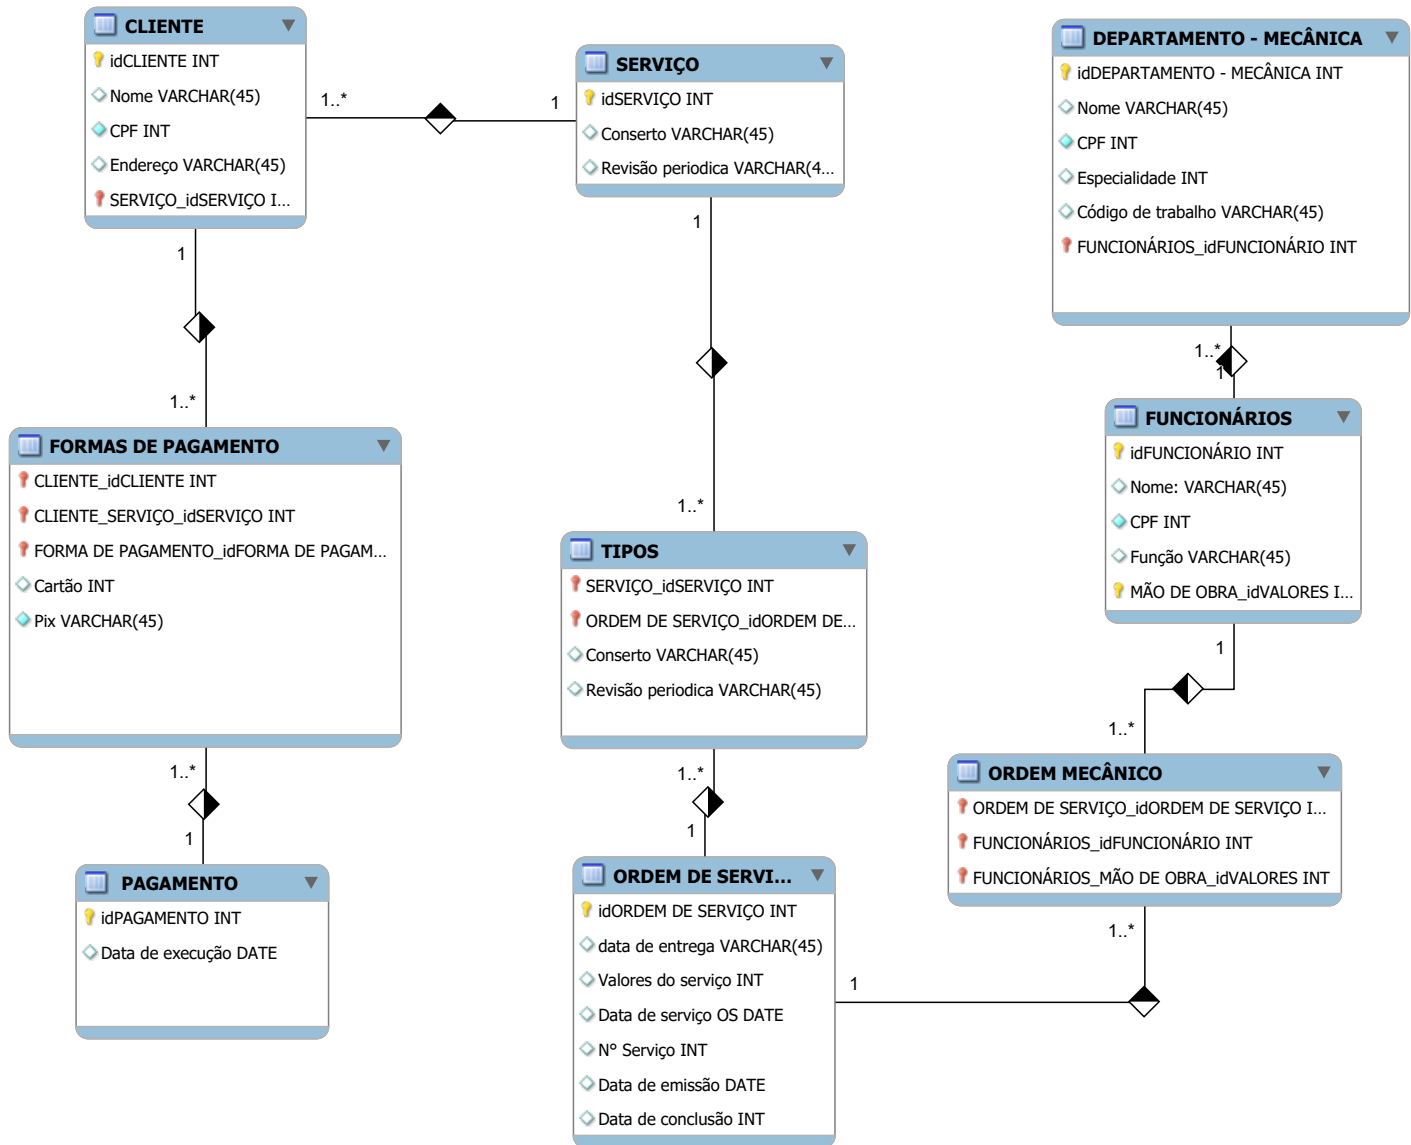 CLIENTE
idCLIENTE INT
Nome VARCHAR(45)
CPF INT
Endereço VARCHAR(45)
SERVIÇO_idSERVIÇO I...
1..*
1
SERVIÇO
idSERVIÇO INT
Conserto VARCHAR(45)
Revisão periodica VARCHAR(4...
DEPARTAMENTO - MECÂNICA
idDEPARTAMENTO - MECÂNICA INT
Nome VARCHAR(45)
CPF INT
Especialidade INT
Código de trabalho VARCHAR(45)
FUNCIONÁRIOS_idFUNCIONÁRIO INT
1
1..*
1
1..*
1..*
1
FORMAS DE PAGAMENTO
CLIENTE_idCLIENTE INT
CLIENTE_SERVIÇO_idSERVIÇO INT
FORMA DE PAGAMENTO_idFORMA DE PAGAM...
Cartão INT
Pix VARCHAR(45)
TIPOS
SERVIÇO_idSERVIÇO INT
ORDEM DE SERVIÇO_idORDEM DE...
Conserto VARCHAR(45)
Revisão periodica VARCHAR(45)
FUNCIONÁRIOS
idFUNCIONÁRIO INT
Nome: VARCHAR(45)
CPF INT
Função VARCHAR(45)
MÃO DE OBRA_idVALORES I...
1
1..*
1..*
1
1..*
1
ORDEM MECÂNICO
ORDEM DE SERVIÇO_idORDEM DE SERVIÇO I...
FUNCIONÁRIOS_idFUNCIONÁRIO INT
FUNCIONÁRIOS_MÃO DE OBRA_idVALORES INT
PAGAMENTO
idPAGAMENTO INT
Data de execução DATE
ORDEM DE SERVI...
idORDEM DE SERVIÇO INT
data de entrega VARCHAR(45)
Valores do serviço INT
Data de serviço OS DATE
N° Serviço INT
Data de emissão DATE
Data de conclusão INT
1
1..*